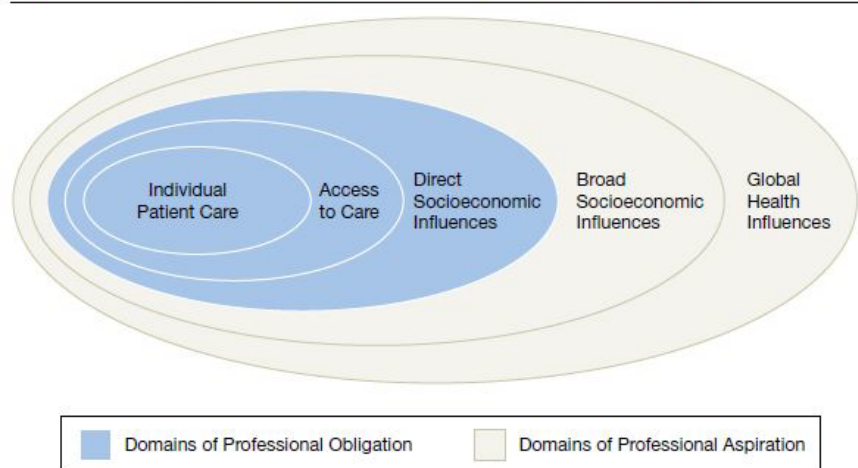 Individual
Patient Care
Access
to Care
Direct
Socioeconomic
Influences
Broad
Socioeconomic
Influences
Global
Health
Influences
Domains of Professional Obligation
Domains of Professional Aspiration